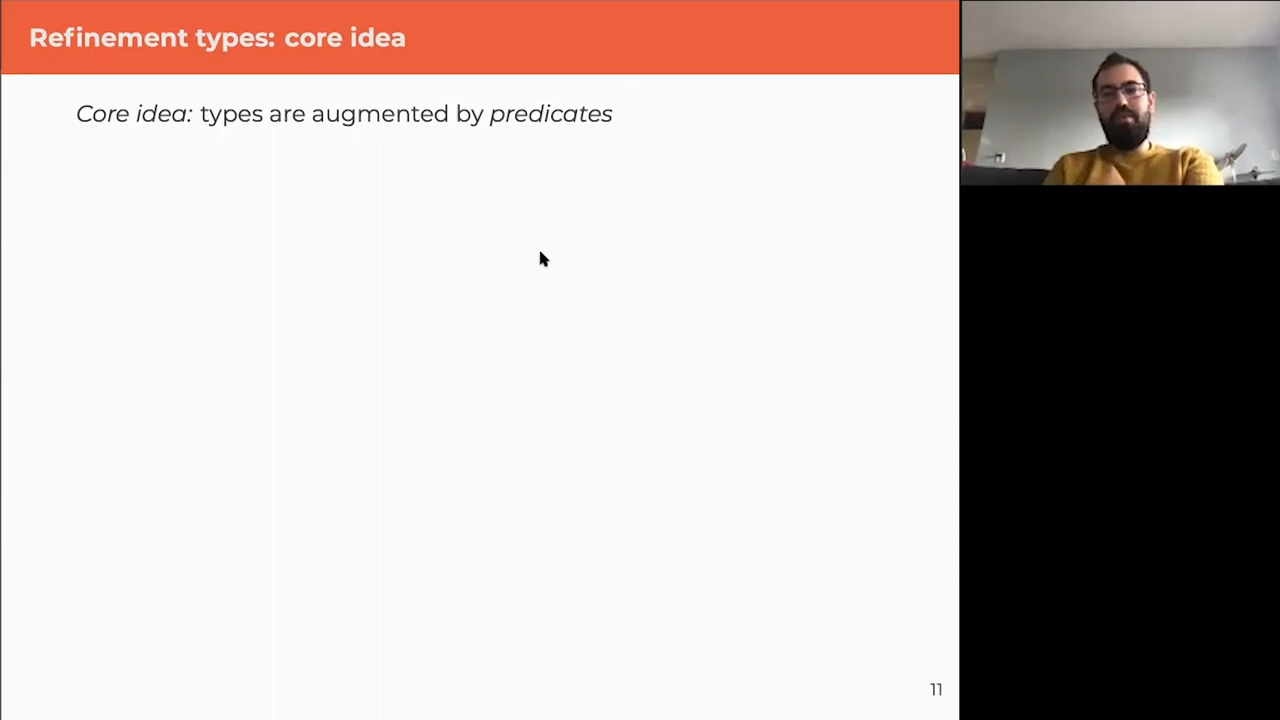 Refinement types: core idea
Core idea: types are augmented by predicates
11